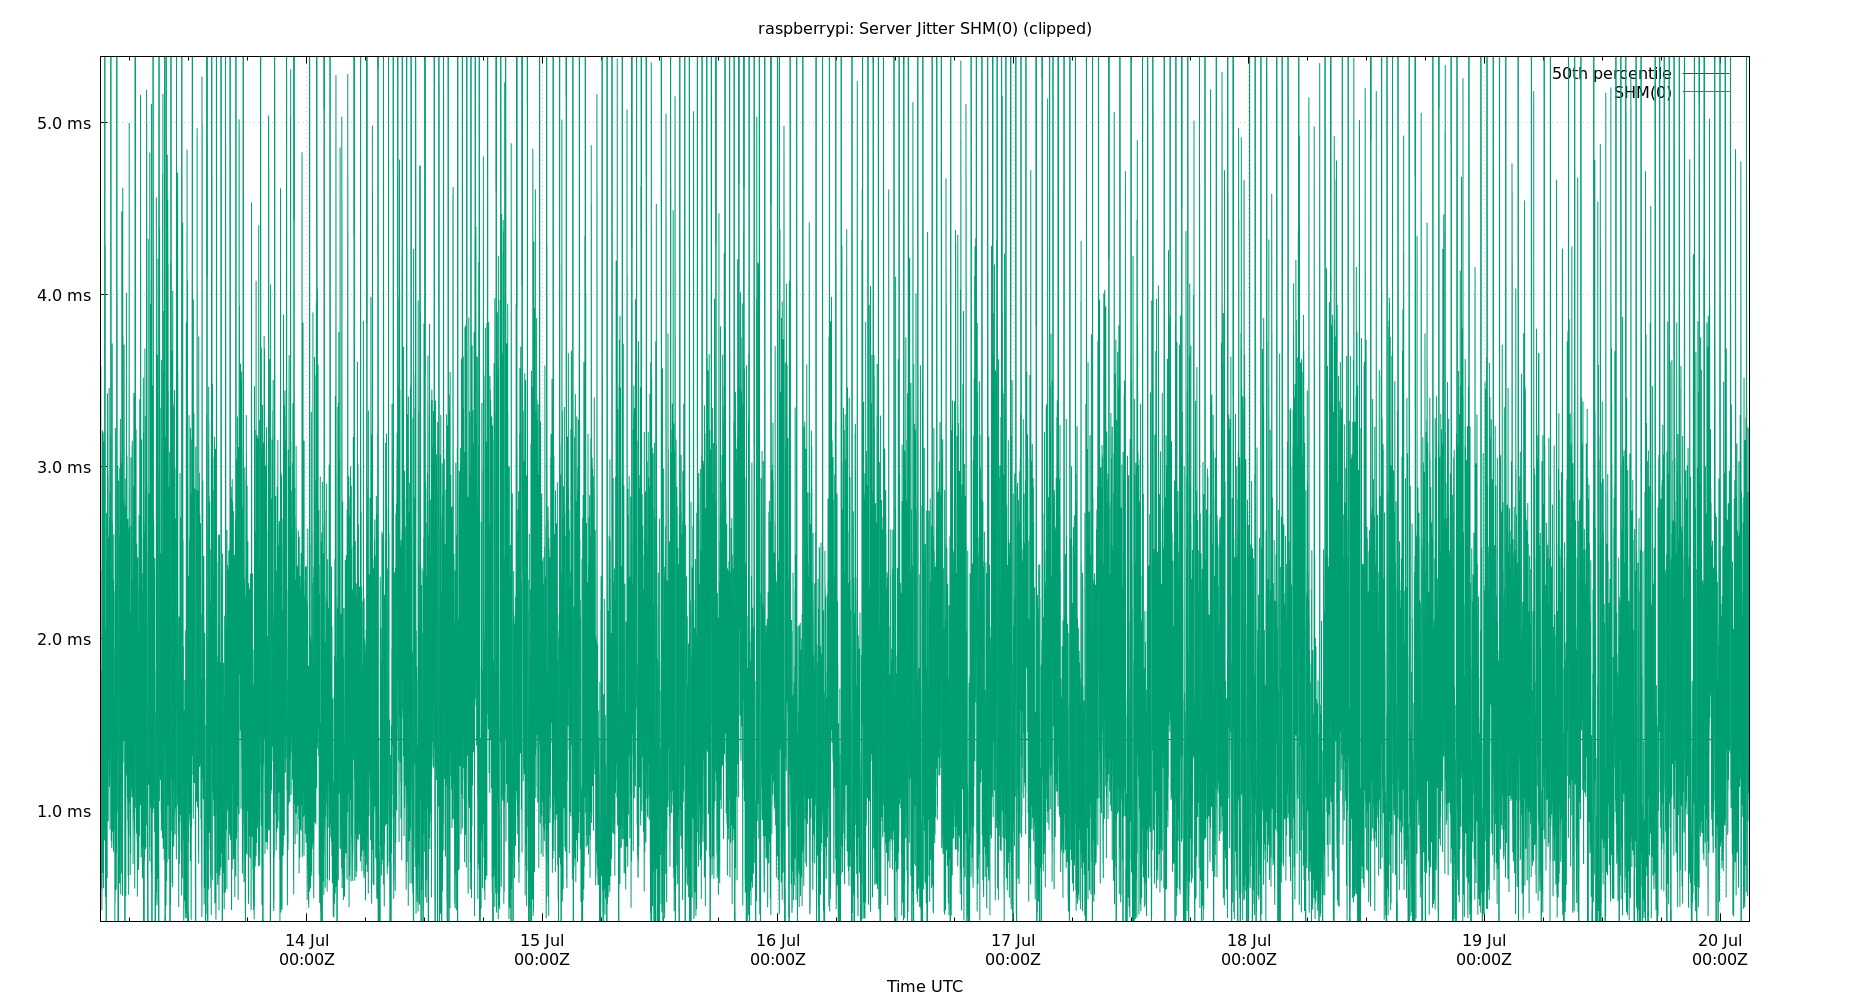 raspberrypi: Server Jitter SHM(0) (clipped)
50th percentile
SHM(0)
5.0 ms
4.0 ms
3.0 ms
2.0 ms
1.0 ms
14 Jul 15 Jul 16 Jul 17 Jul 18 Jul 19 Jul 20 Jul
00:00Z 00:00Z 00:00Z 00:00Z 00:00Z 00:00Z 00:00Z
Time UTC